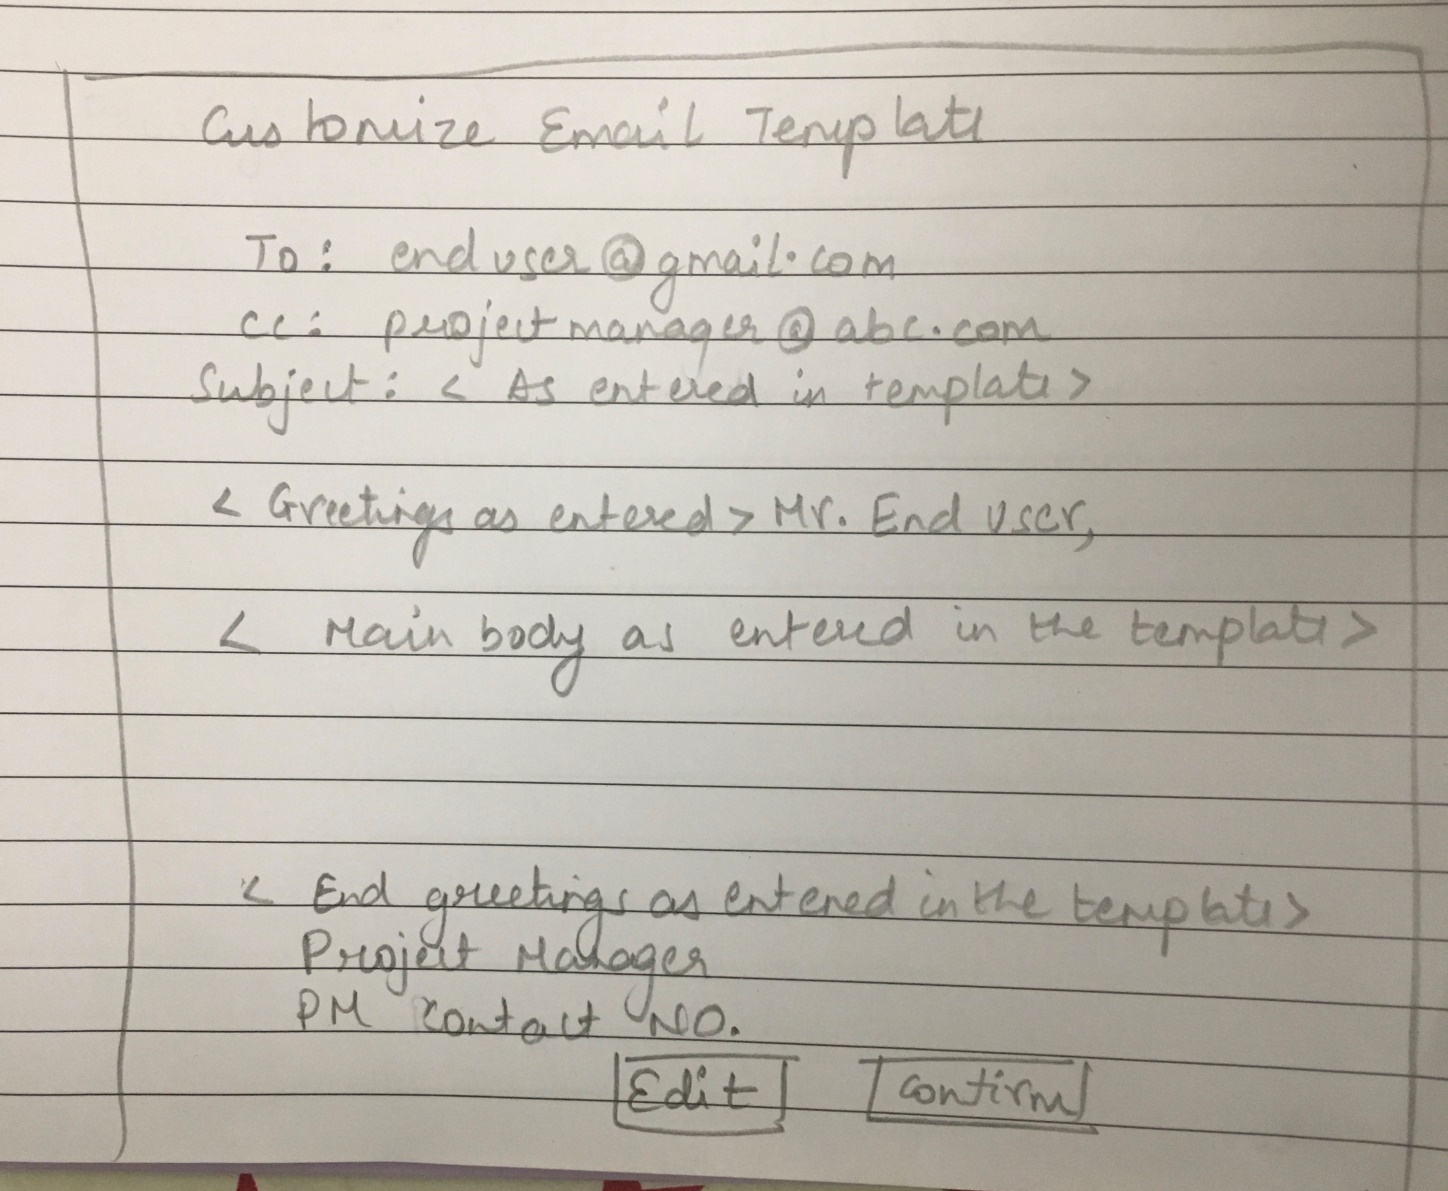 Customize Email Template
To: enduser@gmail.com
cc: projectmanager@abc.com
Subject: < As entered in template >
< Greetings as entered > Mr. End User,
< Main body as entered in the template >
< End greetings as entered in the template >
Project Manager
PM contact NO.
Edit Confirm